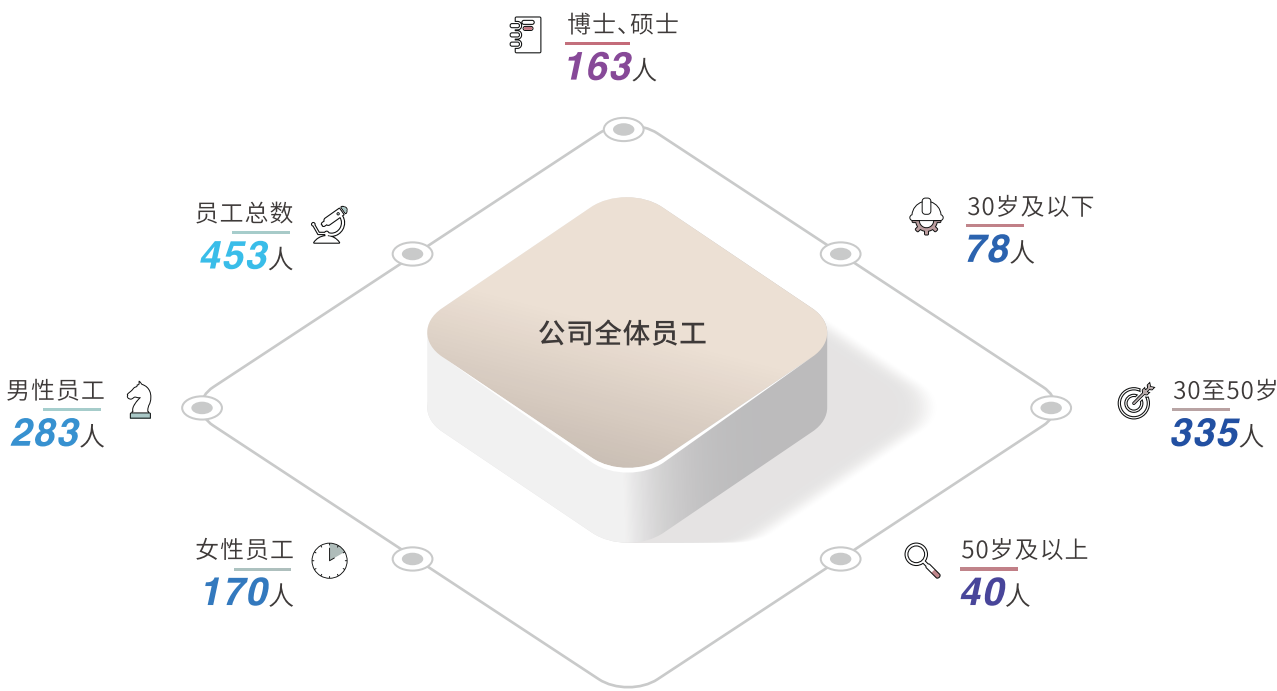 博士、硕士
163人
员工总数
453人
30岁及以下
78人
公司全体员工
男性员工
283人
30至50岁
335人
女性员工
170人
50岁及以上
40人